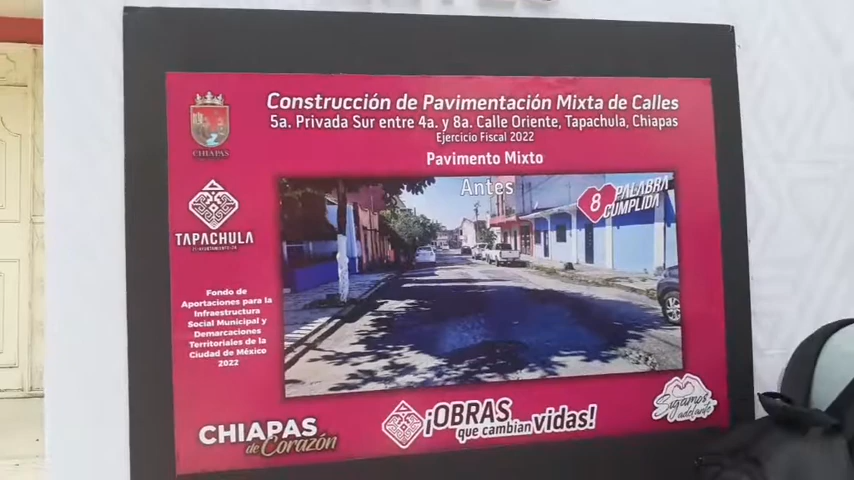 Construcción de Pavimentación Mixta de Calles
5a. Privada Sur entre 4a. y 8a. Calle Oriente, Tapachula, Chiapas
Ejercicio Fiscal 2022
Pavimento Mixto
Antes
8 PALABRA
CUMPLIDA
CHIAPAS
TAPACHULA
Fondo de
Aportaciones para la
Infraestructura
Social Municipal y
Demarcaciones
Territoriales de la
Ciudad de México
2022
CHIAPAS
de Corazón
¡OBRAS
que cambian vidas!
Sigamos
adelante